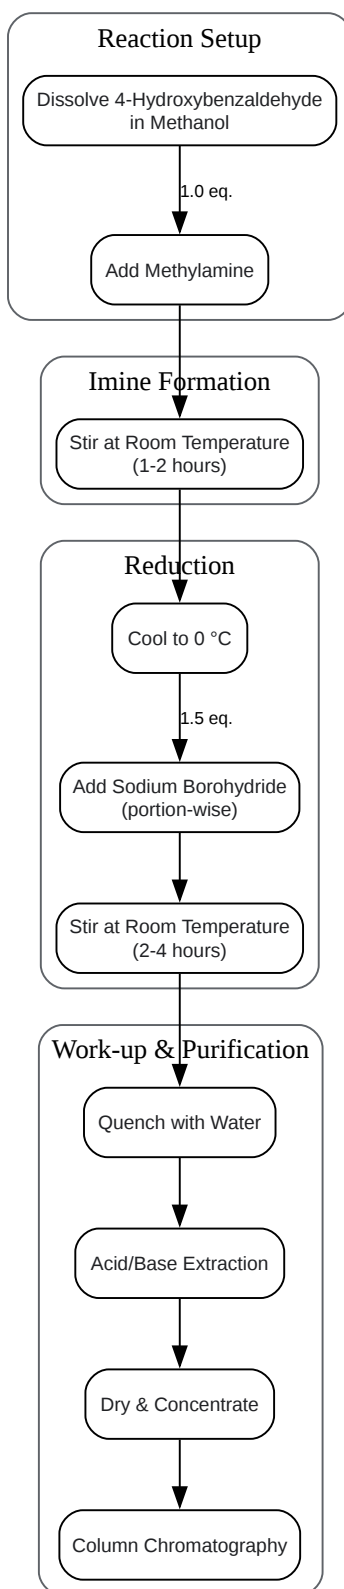 Reaction Setup
Dissolve 4-Hydroxybenzaldehyde
in Methanol
1.0 eq.
Add Methylamine
Imine Formation
Stir at Room Temperature
(1-2 hours)
Reduction
Cool to 0 °C
1.5 eq.
Add Sodium Borohydride
(portion-wise)
Stir at Room Temperature
(2-4 hours)
Work-up & Purification
Quench with Water
Acid/Base Extraction
Dry & Concentrate
Column Chromatography